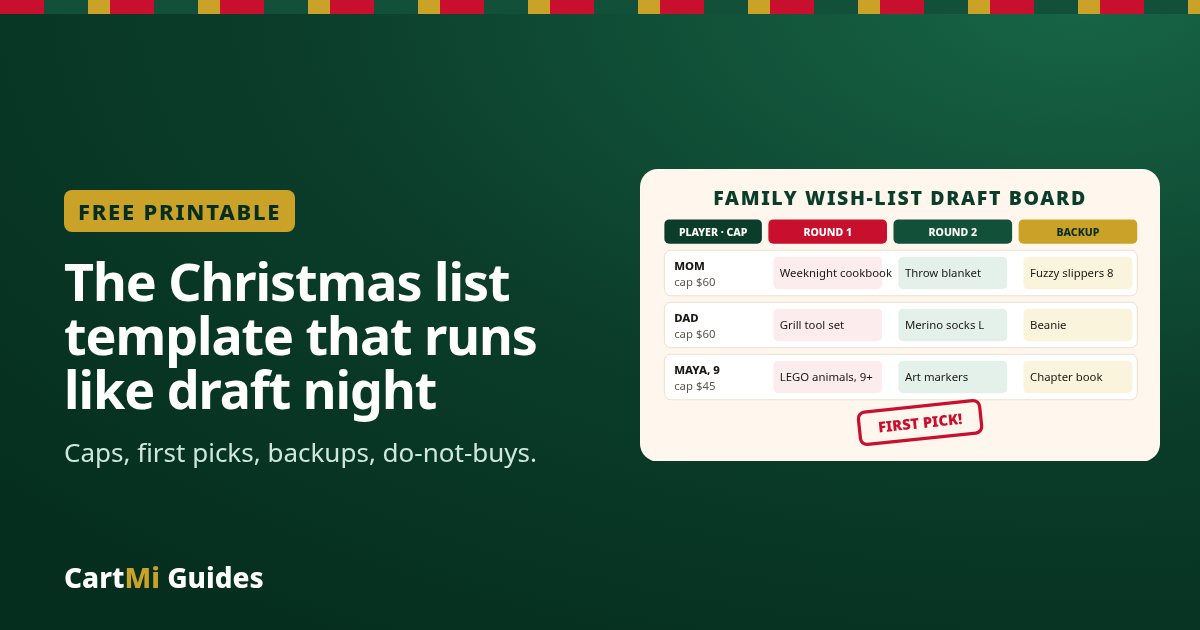 FREE PRINTABLE
The Christmas list
template that runs
like draft night
Caps, first picks, backups, do-not-buys.
CartMi Guides
FAMILY WISH-LIST DRAFT BOARD
PLAYER · CAP ROUND 1 ROUND 2 BACKUP
MOM
cap $60
Weeknight cookbook Throw blanket Fuzzy slippers 8
DAD
cap $60
Grill tool set Merino socks L Beanie
MAYA, 9
cap $45
LEGO animals, 9+ Art markers Chapter book
FIRST PICK!